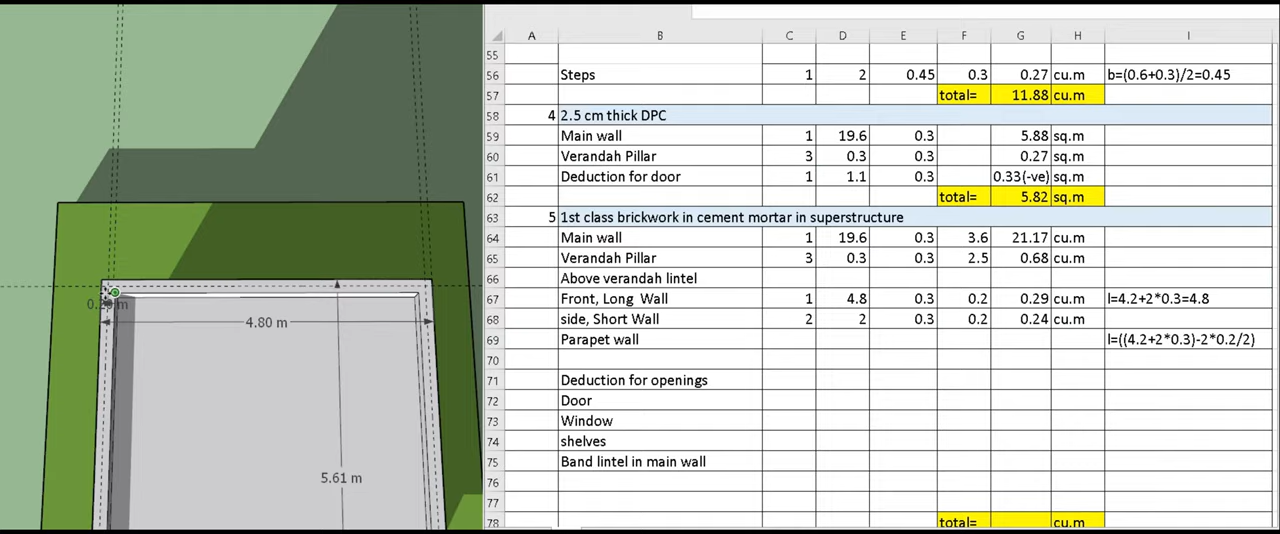 A B C D E F G H I
55
56 Steps 1 2 0.45 0.3 0.27 cu.m b=(0.6+0.3)/2=0.45
57 total= 11.88 cu.m
58 4 2.5 cm thick DPC
59 Main wall 1 19.6 0.3 5.88 sq.m
60 Verandah Pillar 3 0.3 0.3 0.27 sq.m
61 Deduction for door 1 1.1 0.3 0.33(-ve) sq.m
62 total= 5.82 sq.m
63 5 1st class brickwork in cement mortar in superstructure
64 Main wall 1 19.6 0.3 3.6 21.17 cu.m
65 Verandah Pillar 3 0.3 0.3 2.5 0.68 cu.m
66 Above verandah lintel
67 Front, Long Wall 1 4.8 0.3 0.2 0.29 cu.m l=4.2+2*0.3=4.8
68 side, Short Wall 2 2 0.3 0.2 0.24 cu.m
69 Parapet wall l=((4.2+2*0.3)-2*0.2/2)
70
71 Deduction for openings
72 Door
73 Window
74 shelves
75 Band lintel in main wall
76
77
78 total= cu.m
4.80 m
5.61 m